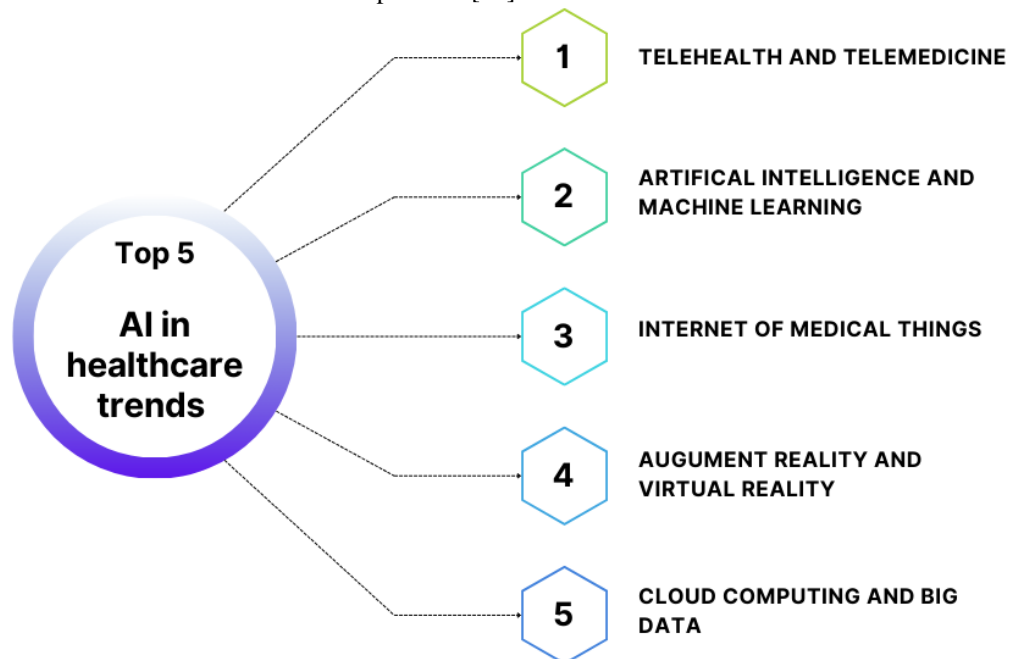 Top 5
AI in
healthcare
trends
1
TELEHEALTH AND TELEMEDICINE
2
ARTIFICAL INTELLIGENCE AND
MACHINE LEARNING
3
INTERNET OF MEDICAL THINGS
4
AUGUMENT REALITY AND
VIRTUAL REALITY
5
CLOUD COMPUTING AND BIG
DATA